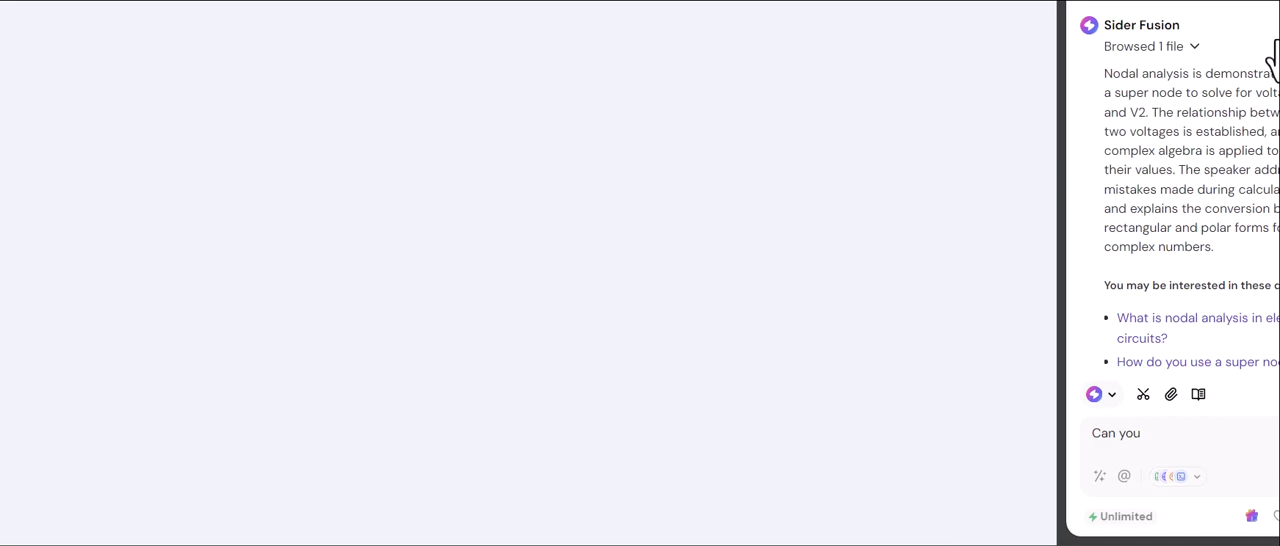 Sider Fusion
Browsed 1 file
Nodal analysis is demonstra
a super node to solve for volt
and V2. The relationship betw
two voltages is established, a
complex algebra is applied to
their values. The speaker add
mistakes made during calcula
and explains the conversion b
rectangular and polar forms f
complex numbers.
You may be interested in these
• What is nodal analysis in el
circuits?
• How do you use a super no
Can you
@
Unlimited